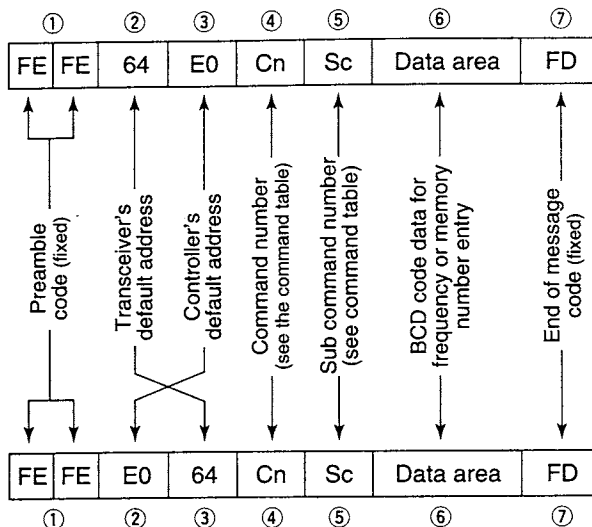 ① ② ③ ④ ⑤ ⑥ ⑦
FE FE 64 E0 Cn Sc Data area FD
Preamble
code (fixed)
Transceiver's
default address
Controller's
default address
Command number
(see the command table)
Sub command number
(see command table)
BCD code data for
frequency or memory
number entry
End of message
code (fixed)
FE FE E0 64 Cn Sc Data area FD
① ② ③ ④ ⑤ ⑥ ⑦